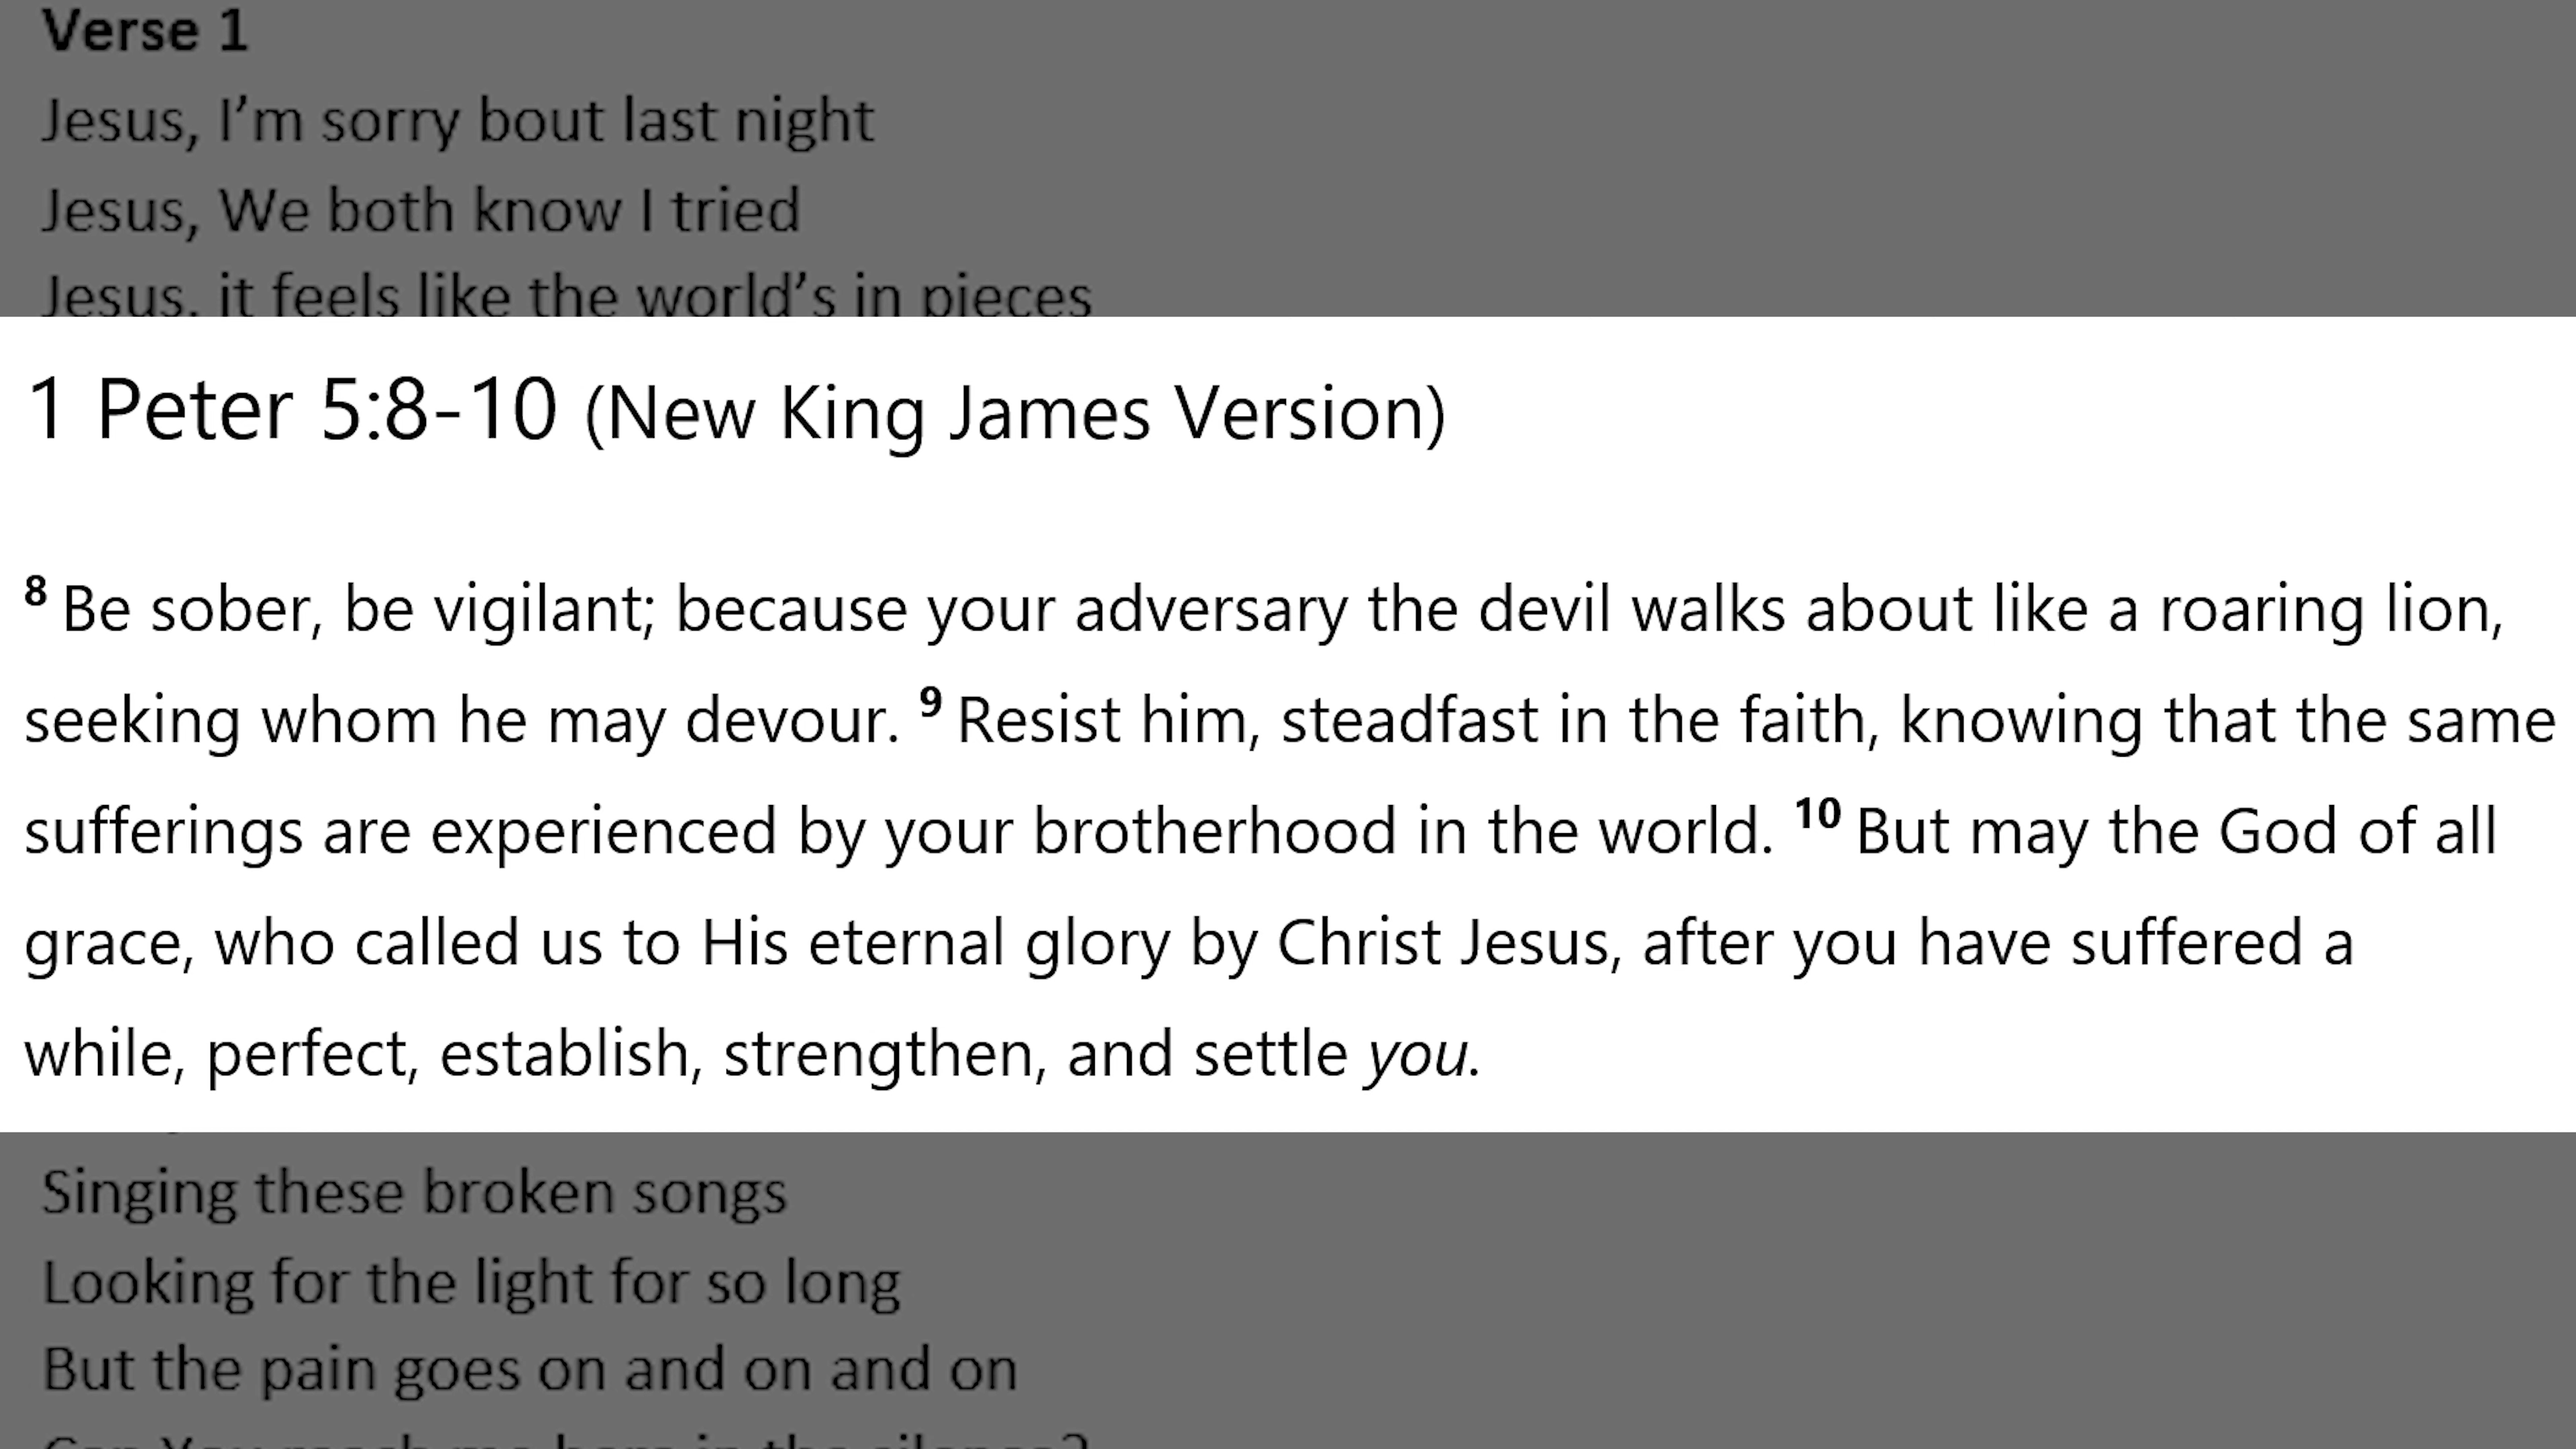 Verse 1
Jesus, I’m sorry bout last night
Jesus, We both know I tried
Jesus, it feels like the world’s in pieces
1 Peter 5:8-10 (New King James Version)
8 Be sober, be vigilant; because your adversary the devil walks about like a roaring lion,
seeking whom he may devour. 9 Resist him, steadfast in the faith, knowing that the same
sufferings are experienced by your brotherhood in the world. 10 But may the God of all
grace, who called us to His eternal glory by Christ Jesus, after you have suffered a
while, perfect, establish, strengthen, and settle you.
Singing these broken songs
Looking for the light for so long
But the pain goes on and on and on